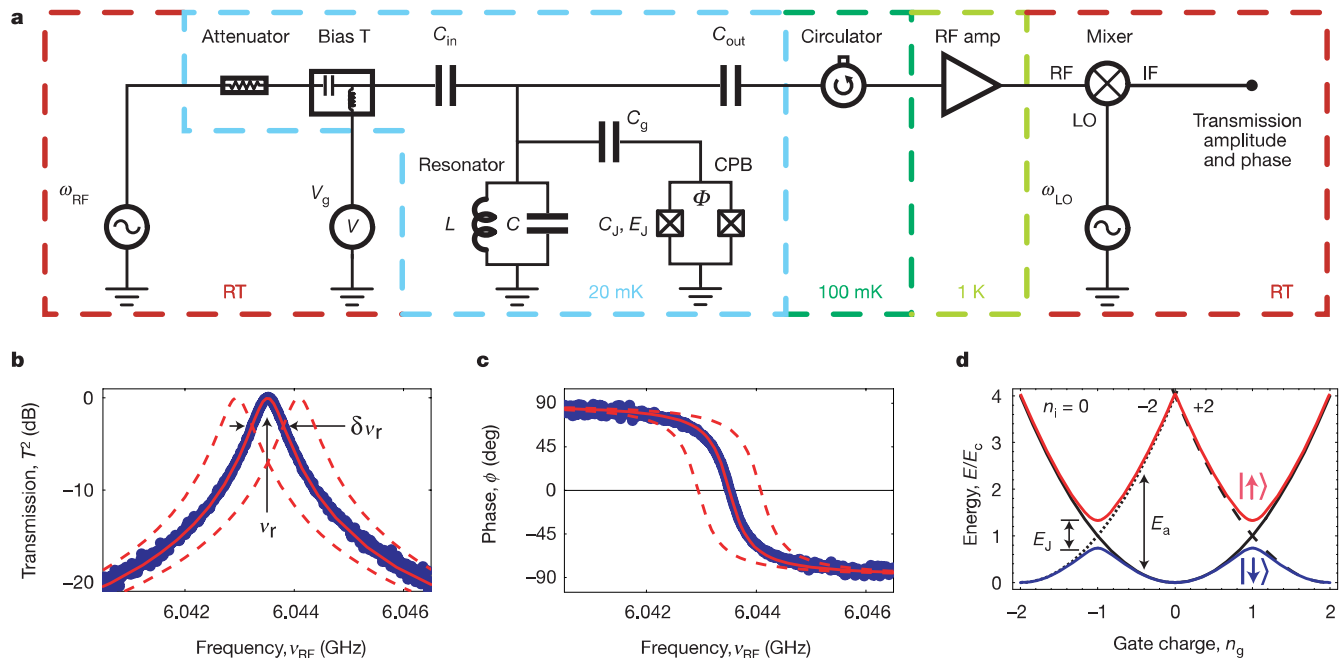 a
Attenuator
Bias T
C_in
C_out
Circulator
RF amp
Mixer
RF
IF
LO
C_g
Resonator
CPB
Transmission
amplitude
and phase
ω_RF
V_g
V
L
C
C_J, E_J
Φ
ω_LO
RT
20 mK
100 mK
1 K
RT
b
Transmission, T² (dB)
0
−10
−20
δν_r
ν_r
6.042
6.044
6.046
Frequency, ν_RF (GHz)
c
Phase, ϕ (deg)
90
45
0
−45
−90
6.042
6.044
6.046
Frequency, ν_RF (GHz)
d
Energy, E/E_c
4
3
2
1
0
n_i = 0
−2
+2
E_J
E_a
|↑⟩
|↓⟩
−2
−1
0
1
2
Gate charge, n_g